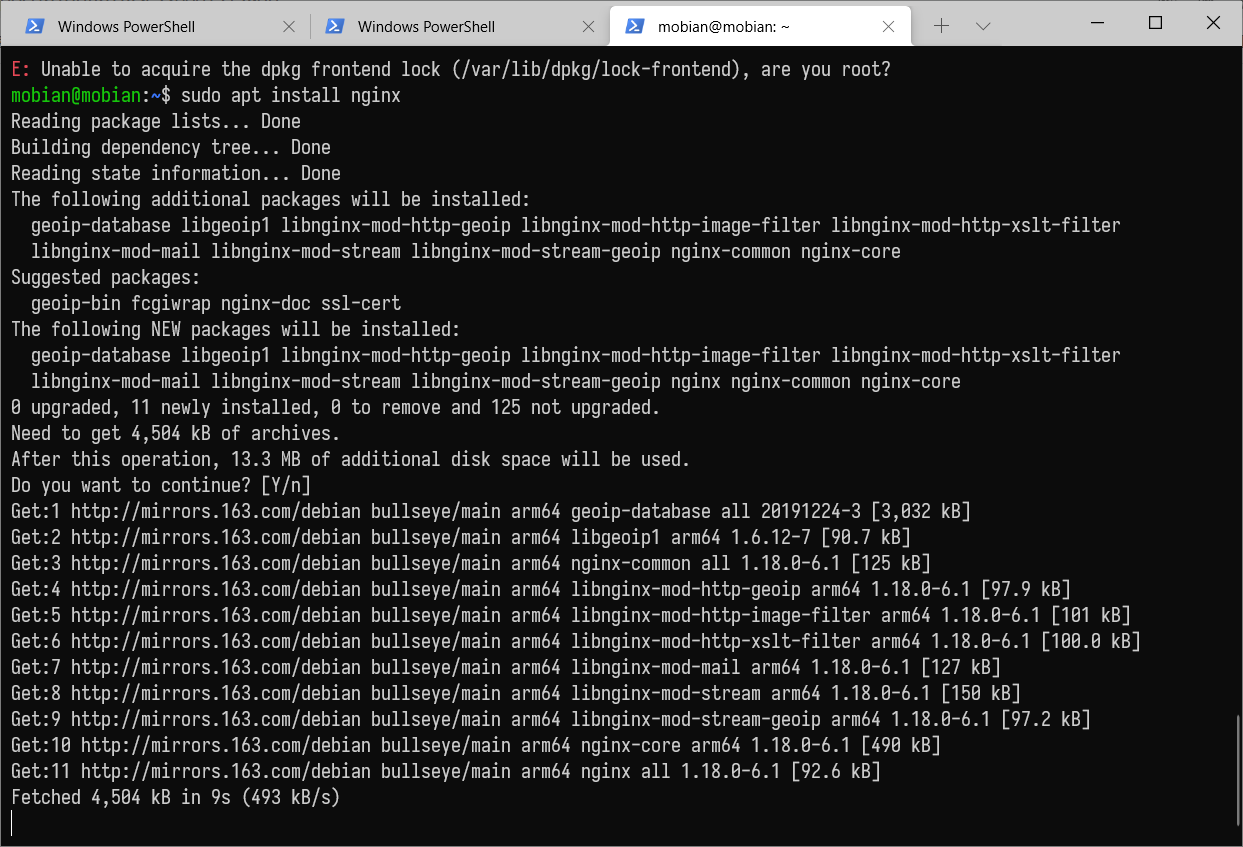 Windows PowerShell
Windows PowerShell
mobian@mobian: ~
E: Unable to acquire the dpkg frontend lock (/var/lib/dpkg/lock-frontend), are you root?
mobian@mobian:~$ sudo apt install nginx
Reading package lists... Done
Building dependency tree... Done
Reading state information... Done
The following additional packages will be installed:
  geoip-database libgeoip1 libnginx-mod-http-geoip libnginx-mod-http-image-filter libnginx-mod-http-xslt-filter
  libnginx-mod-mail libnginx-mod-stream libnginx-mod-stream-geoip nginx-common nginx-core
Suggested packages:
  geoip-bin fcgiwrap nginx-doc ssl-cert
The following NEW packages will be installed:
  geoip-database libgeoip1 libnginx-mod-http-geoip libnginx-mod-http-image-filter libnginx-mod-http-xslt-filter
  libnginx-mod-mail libnginx-mod-stream libnginx-mod-stream-geoip nginx nginx-common nginx-core
0 upgraded, 11 newly installed, 0 to remove and 125 not upgraded.
Need to get 4,504 kB of archives.
After this operation, 13.3 MB of additional disk space will be used.
Do you want to continue? [Y/n]
Get:1 http://mirrors.163.com/debian bullseye/main arm64 geoip-database all 20191224-3 [3,032 kB]
Get:2 http://mirrors.163.com/debian bullseye/main arm64 libgeoip1 arm64 1.6.12-7 [90.7 kB]
Get:3 http://mirrors.163.com/debian bullseye/main arm64 nginx-common all 1.18.0-6.1 [125 kB]
Get:4 http://mirrors.163.com/debian bullseye/main arm64 libnginx-mod-http-geoip arm64 1.18.0-6.1 [97.9 kB]
Get:5 http://mirrors.163.com/debian bullseye/main arm64 libnginx-mod-http-image-filter arm64 1.18.0-6.1 [101 kB]
Get:6 http://mirrors.163.com/debian bullseye/main arm64 libnginx-mod-http-xslt-filter arm64 1.18.0-6.1 [100.0 kB]
Get:7 http://mirrors.163.com/debian bullseye/main arm64 libnginx-mod-mail arm64 1.18.0-6.1 [127 kB]
Get:8 http://mirrors.163.com/debian bullseye/main arm64 libnginx-mod-stream arm64 1.18.0-6.1 [150 kB]
Get:9 http://mirrors.163.com/debian bullseye/main arm64 libnginx-mod-stream-geoip arm64 1.18.0-6.1 [97.2 kB]
Get:10 http://mirrors.163.com/debian bullseye/main arm64 nginx-core arm64 1.18.0-6.1 [490 kB]
Get:11 http://mirrors.163.com/debian bullseye/main arm64 nginx all 1.18.0-6.1 [92.6 kB]
Fetched 4,504 kB in 9s (493 kB/s)